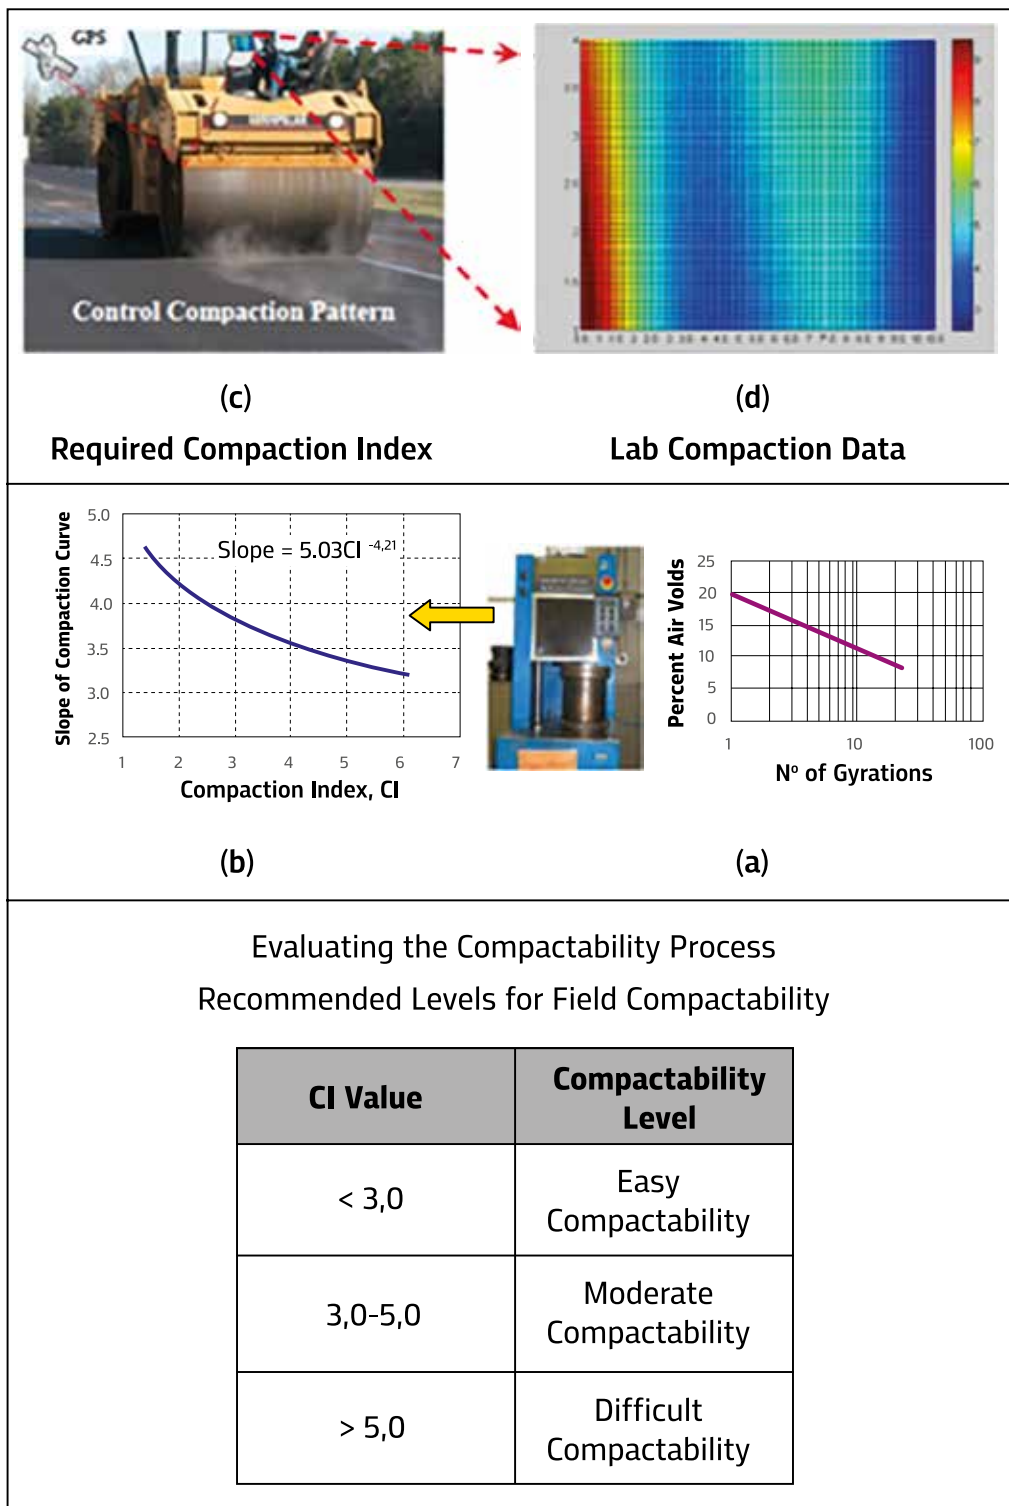 GPS
Control Compaction Pattern
(c)
(d)
Required Compaction Index
Lab Compaction Data
Slope of Compaction Curve
5.0
4.5
4.0
3.5
3.0
2.5
Slope = 5.03CI -4,21
1 2 3 4 5 6 7
Compaction Index, CI
(b)
Percent Air Volds
25
20
15
10
5
0
1 10 100
Nº of Gyrations
(a)
Evaluating the Compactability Process
Recommended Levels for Field Compactability
CI Value
Compactability
Level
< 3,0
Easy
Compactability
3,0-5,0
Moderate
Compactability
> 5,0
Difficult
Compactability